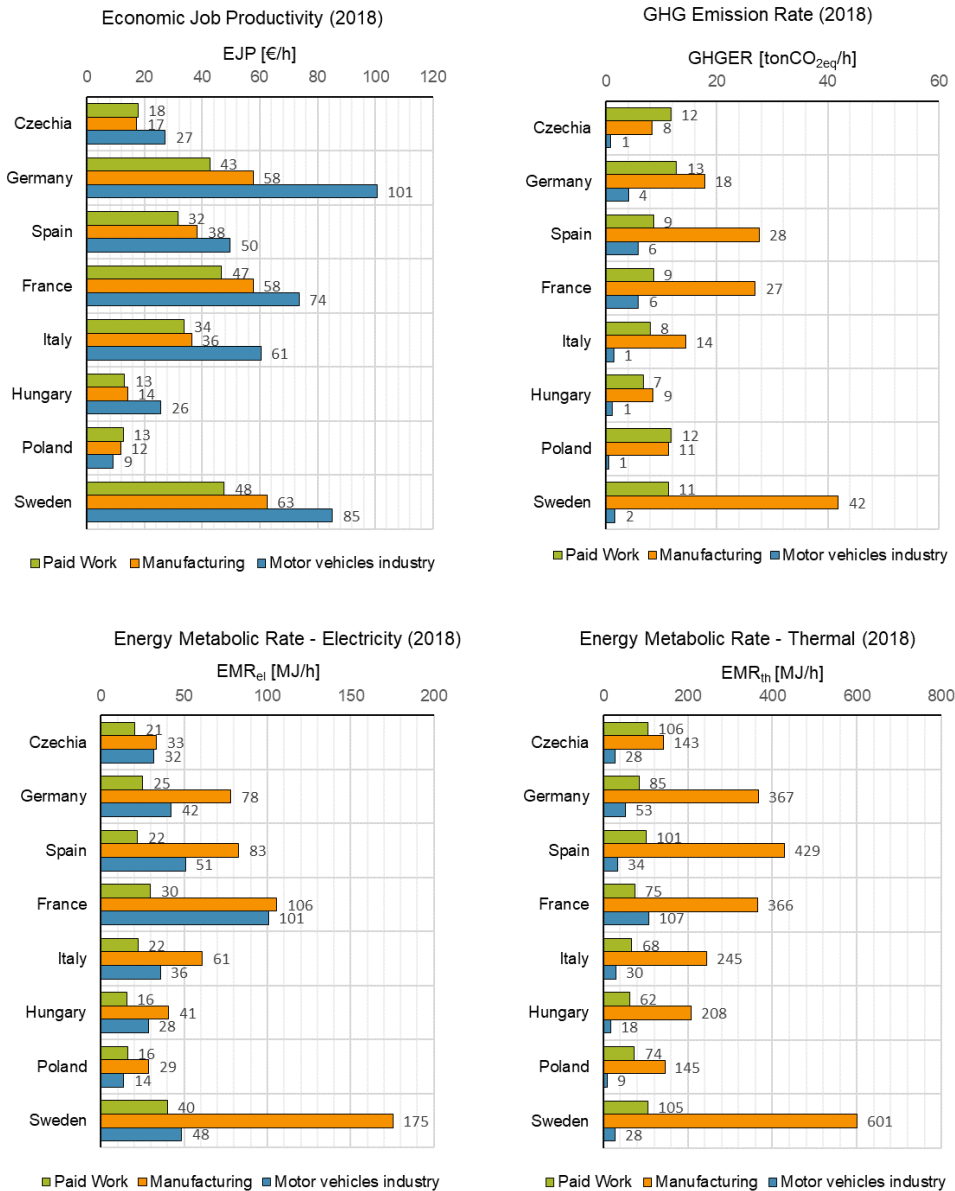 Economic Job Productivity (2018)
EJP [€/h]
0 20 40 60 80 100 120
Czechia 18 17 27
Germany 43 58 101
Spain 32 38 50
France 47 58 74
Italy 34 36 61
Hungary 13 14 26
Poland 13 12 9
Sweden 48 63 85
Paid Work Manufacturing Motor vehicles industry
GHG Emission Rate (2018)
GHGER [tonCO2eq/h]
0 20 40 60
Czechia 12 8 1
Germany 13 18 4
Spain 9 28 6
France 9 27 6
Italy 8 14 1
Hungary 7 9 1
Poland 12 11 1
Sweden 11 42 2
Paid Work Manufacturing Motor vehicles industry
Energy Metabolic Rate - Electricity (2018)
EMRel [MJ/h]
0 50 100 150 200
Czechia 21 33 32
Germany 25 78 42
Spain 22 83 51
France 30 106 101
Italy 22 61 36
Hungary 16 41 28
Poland 16 29 14
Sweden 40 175 48
Paid Work Manufacturing Motor vehicles industry
Energy Metabolic Rate - Thermal (2018)
EMRth [MJ/h]
0 200 400 600 800
Czechia 106 143 28
Germany 85 367 53
Spain 101 429 34
France 75 366 107
Italy 68 245 30
Hungary 62 208 18
Poland 74 145 9
Sweden 105 601 28
Paid Work Manufacturing Motor vehicles industry